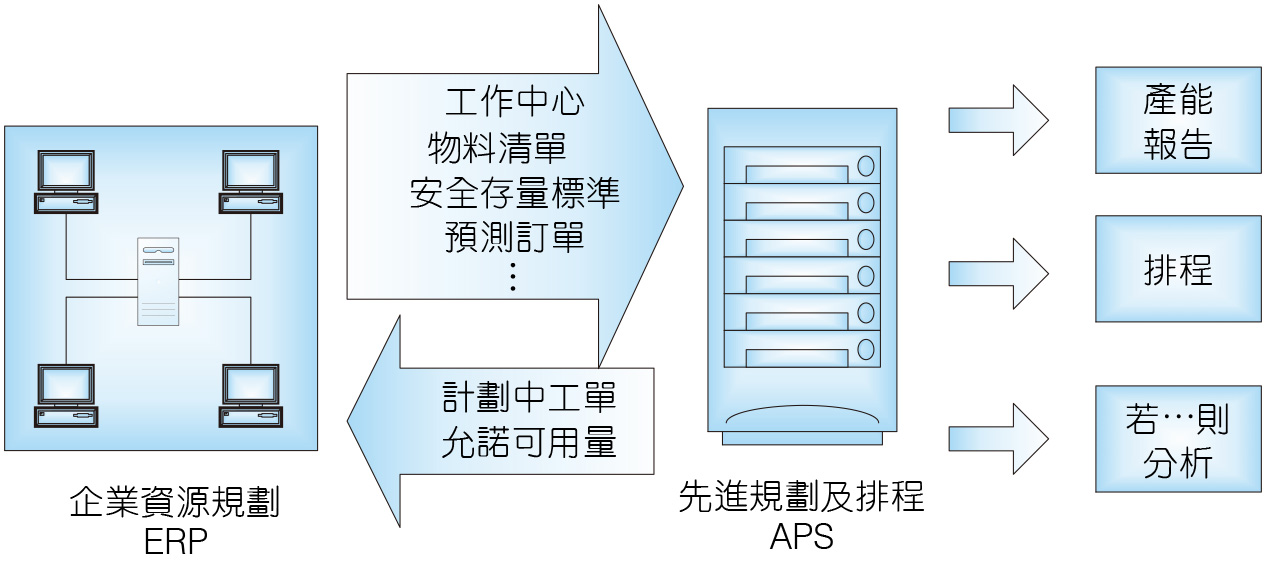 工作中心
物料清單
安全存量標準
預測訂單
⋮
計劃中工單
允諾可用量
企業資源規劃
ERP
先進規劃及排程
APS
產能
報告
排程
若…則
分析